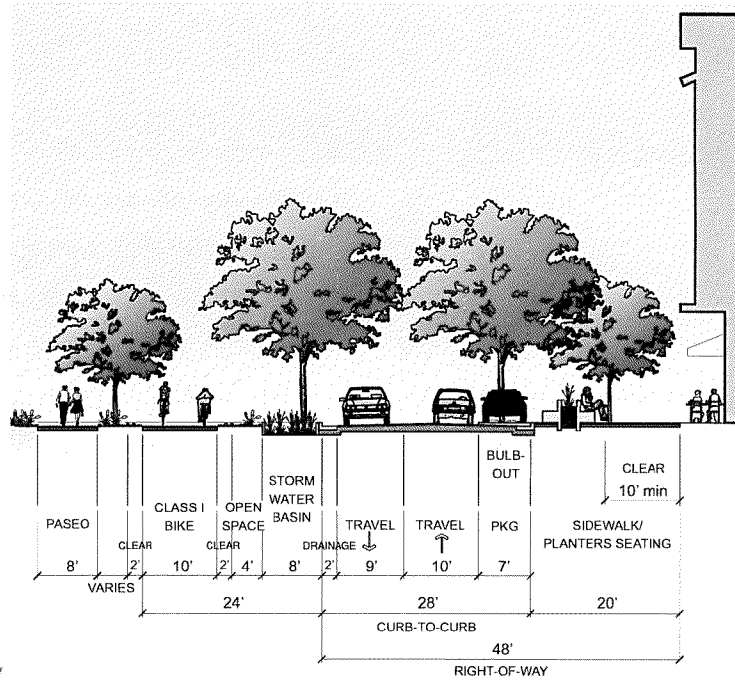 BULB-
OUT
CLEAR
10' min
STORM
WATER
BASIN
CLASS I
BIKE
OPEN
SPACE
PASEO
TRAVEL
TRAVEL
PKG
SIDEWALK/
PLANTERS SEATING
CLEAR
CLEAR
DRAINAGE
8'
2'
10'
2'
4'
8'
2'
9'
10'
7'
VARIES
24'
28'
20'
CURB-TO-CURB
48'
RIGHT-OF-WAY